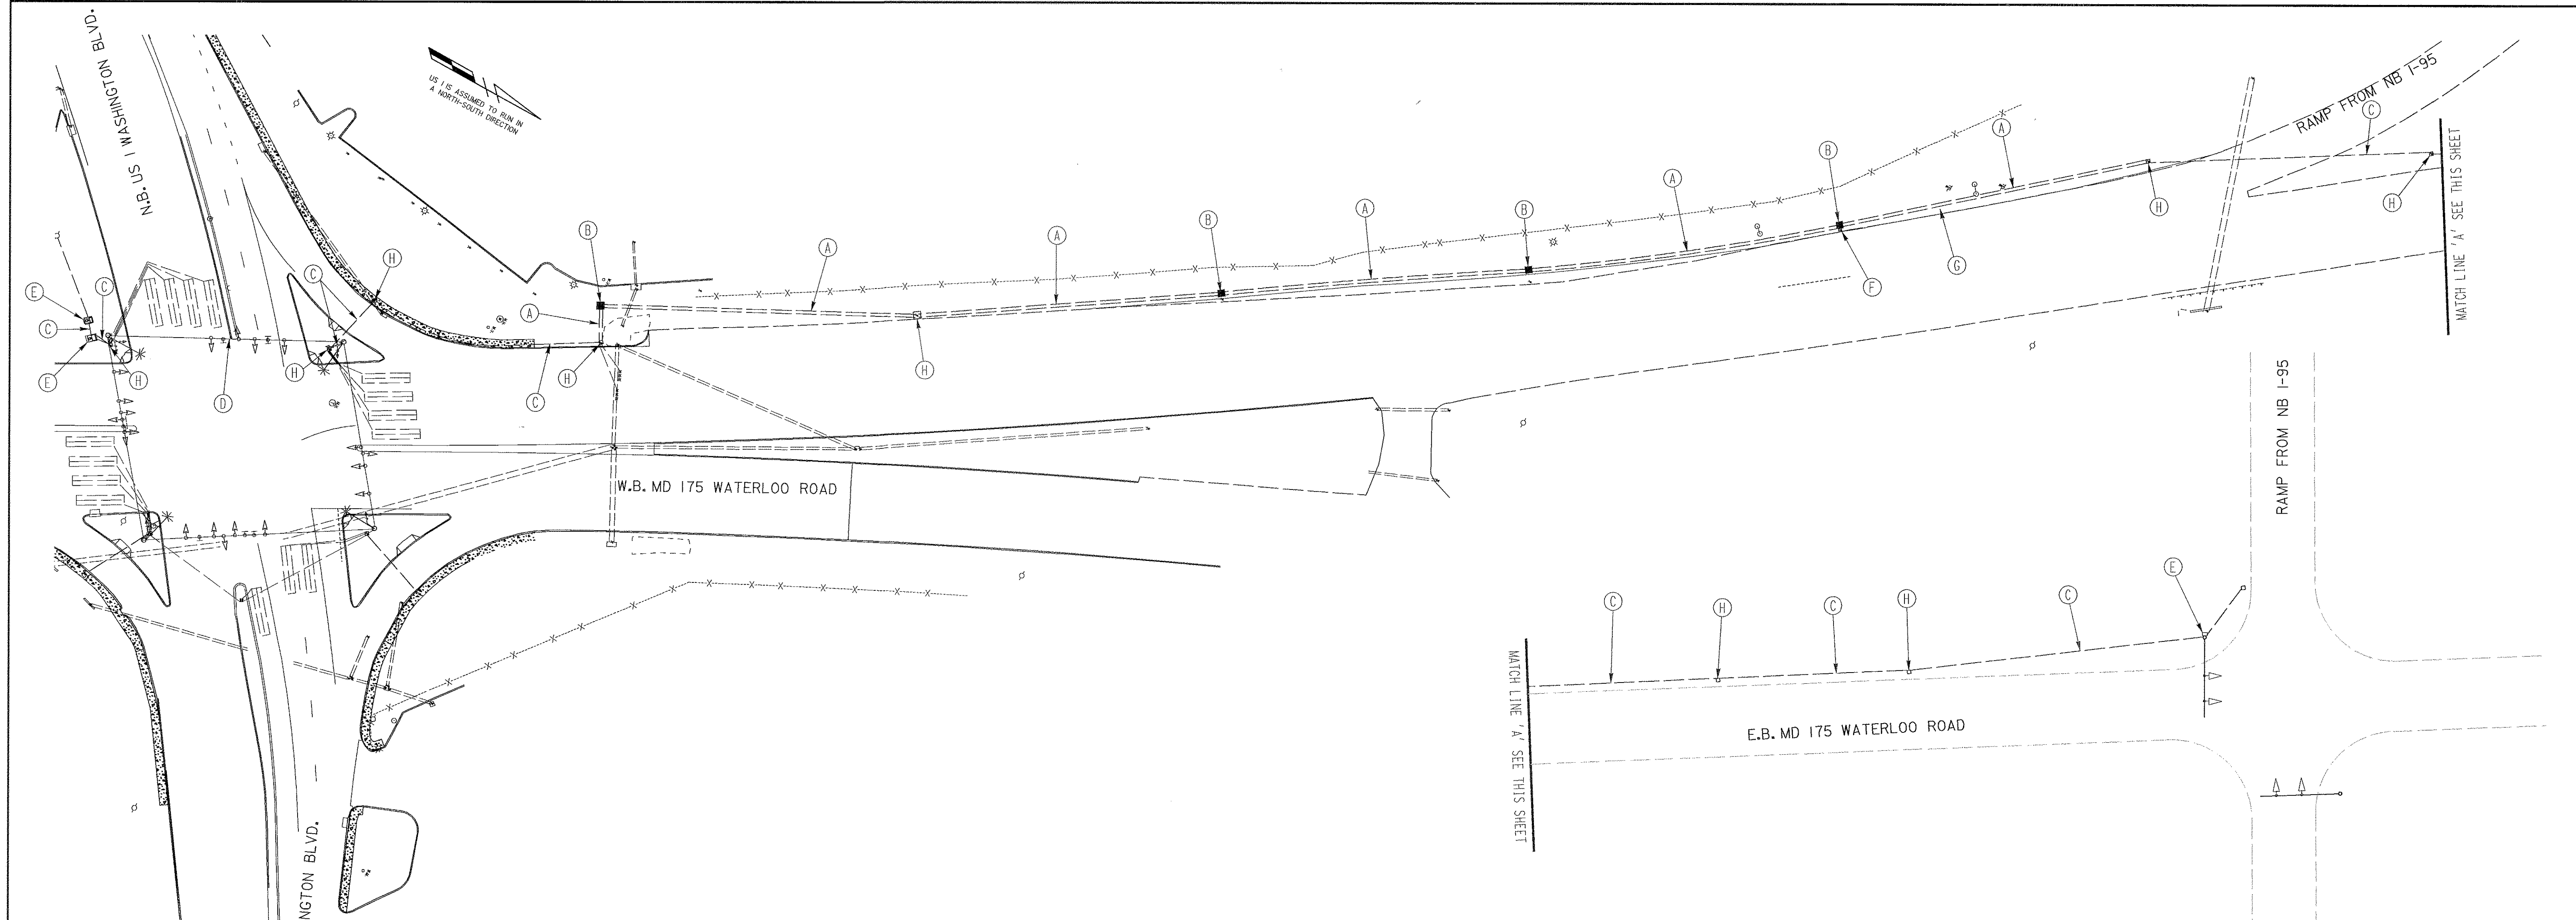 N.B. US 1 WASHINGTON BLVD.
US 1 IS ASSUMED TO RUN IN
A NORTH-SOUTH DIRECTION
RAMP FROM NB I-95
C
A
B
A
H
H
A
B
B
A
A
B
A
A
G
F
H
C
H
C
E
C
E
H
H
D
C
H
H
MATCH LINE 'A' SEE THIS SHEET
W.B. MD 175 WATERLOO ROAD
RAMP FROM NB I-95
C
H
C
H
C
E
E.B. MD 175 WATERLOO ROAD
MATCH LINE 'A' SEE THIS SHEET
NGTON BLVD.